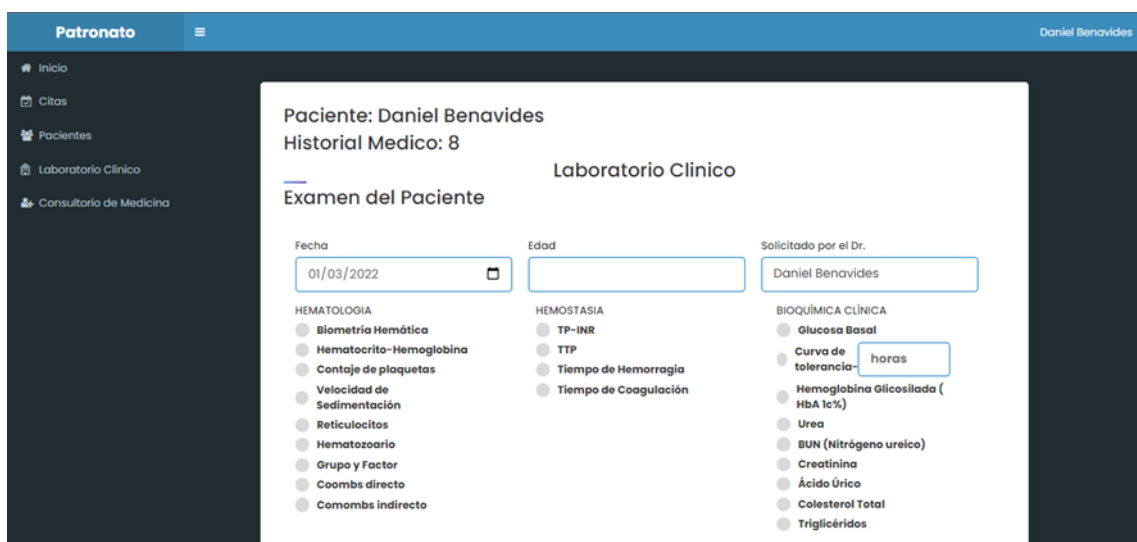 Patronato
Daniel Benavides
Inicio
Citas
Pacientes
Laboratorio Clinico
Consultorio de Medicina
Paciente: Daniel Benavides
Historial Medico: 8
Laboratorio Clinico
Examen del Paciente
Fecha
01/03/2022
Edad
Solicitado por el Dr.
Daniel Benavides
HEMATOLOGIA
Biometría Hemática
Hematocrito-Hemoglobina
Contaje de plaquetas
Velocidad de
Sedimentación
Reticulocitos
Hematozoario
Grupo y Factor
Coombs directo
Comombs indirecto
HEMOSTASIA
TP-INR
TTP
Tiempo de Hemorragia
Tiempo de Coagulación
BIOQUÍMICA CLÍNICA
Glucosa Basal
Curva de
tolerancia-
horas
Hemoglobina Glicosilada (
HbA 1c%)
Urea
BUN (Nitrógeno ureico)
Creatinina
Ácido Úrico
Colesterol Total
Triglicéridos